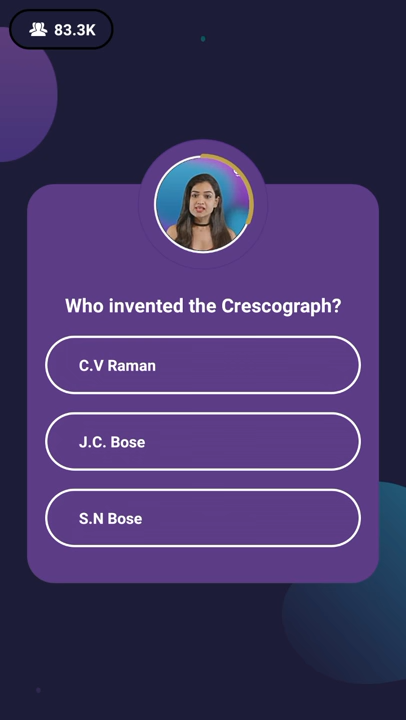 83.3K
Who invented the Crescograph?
C.V Raman
J.C. Bose
S.N Bose